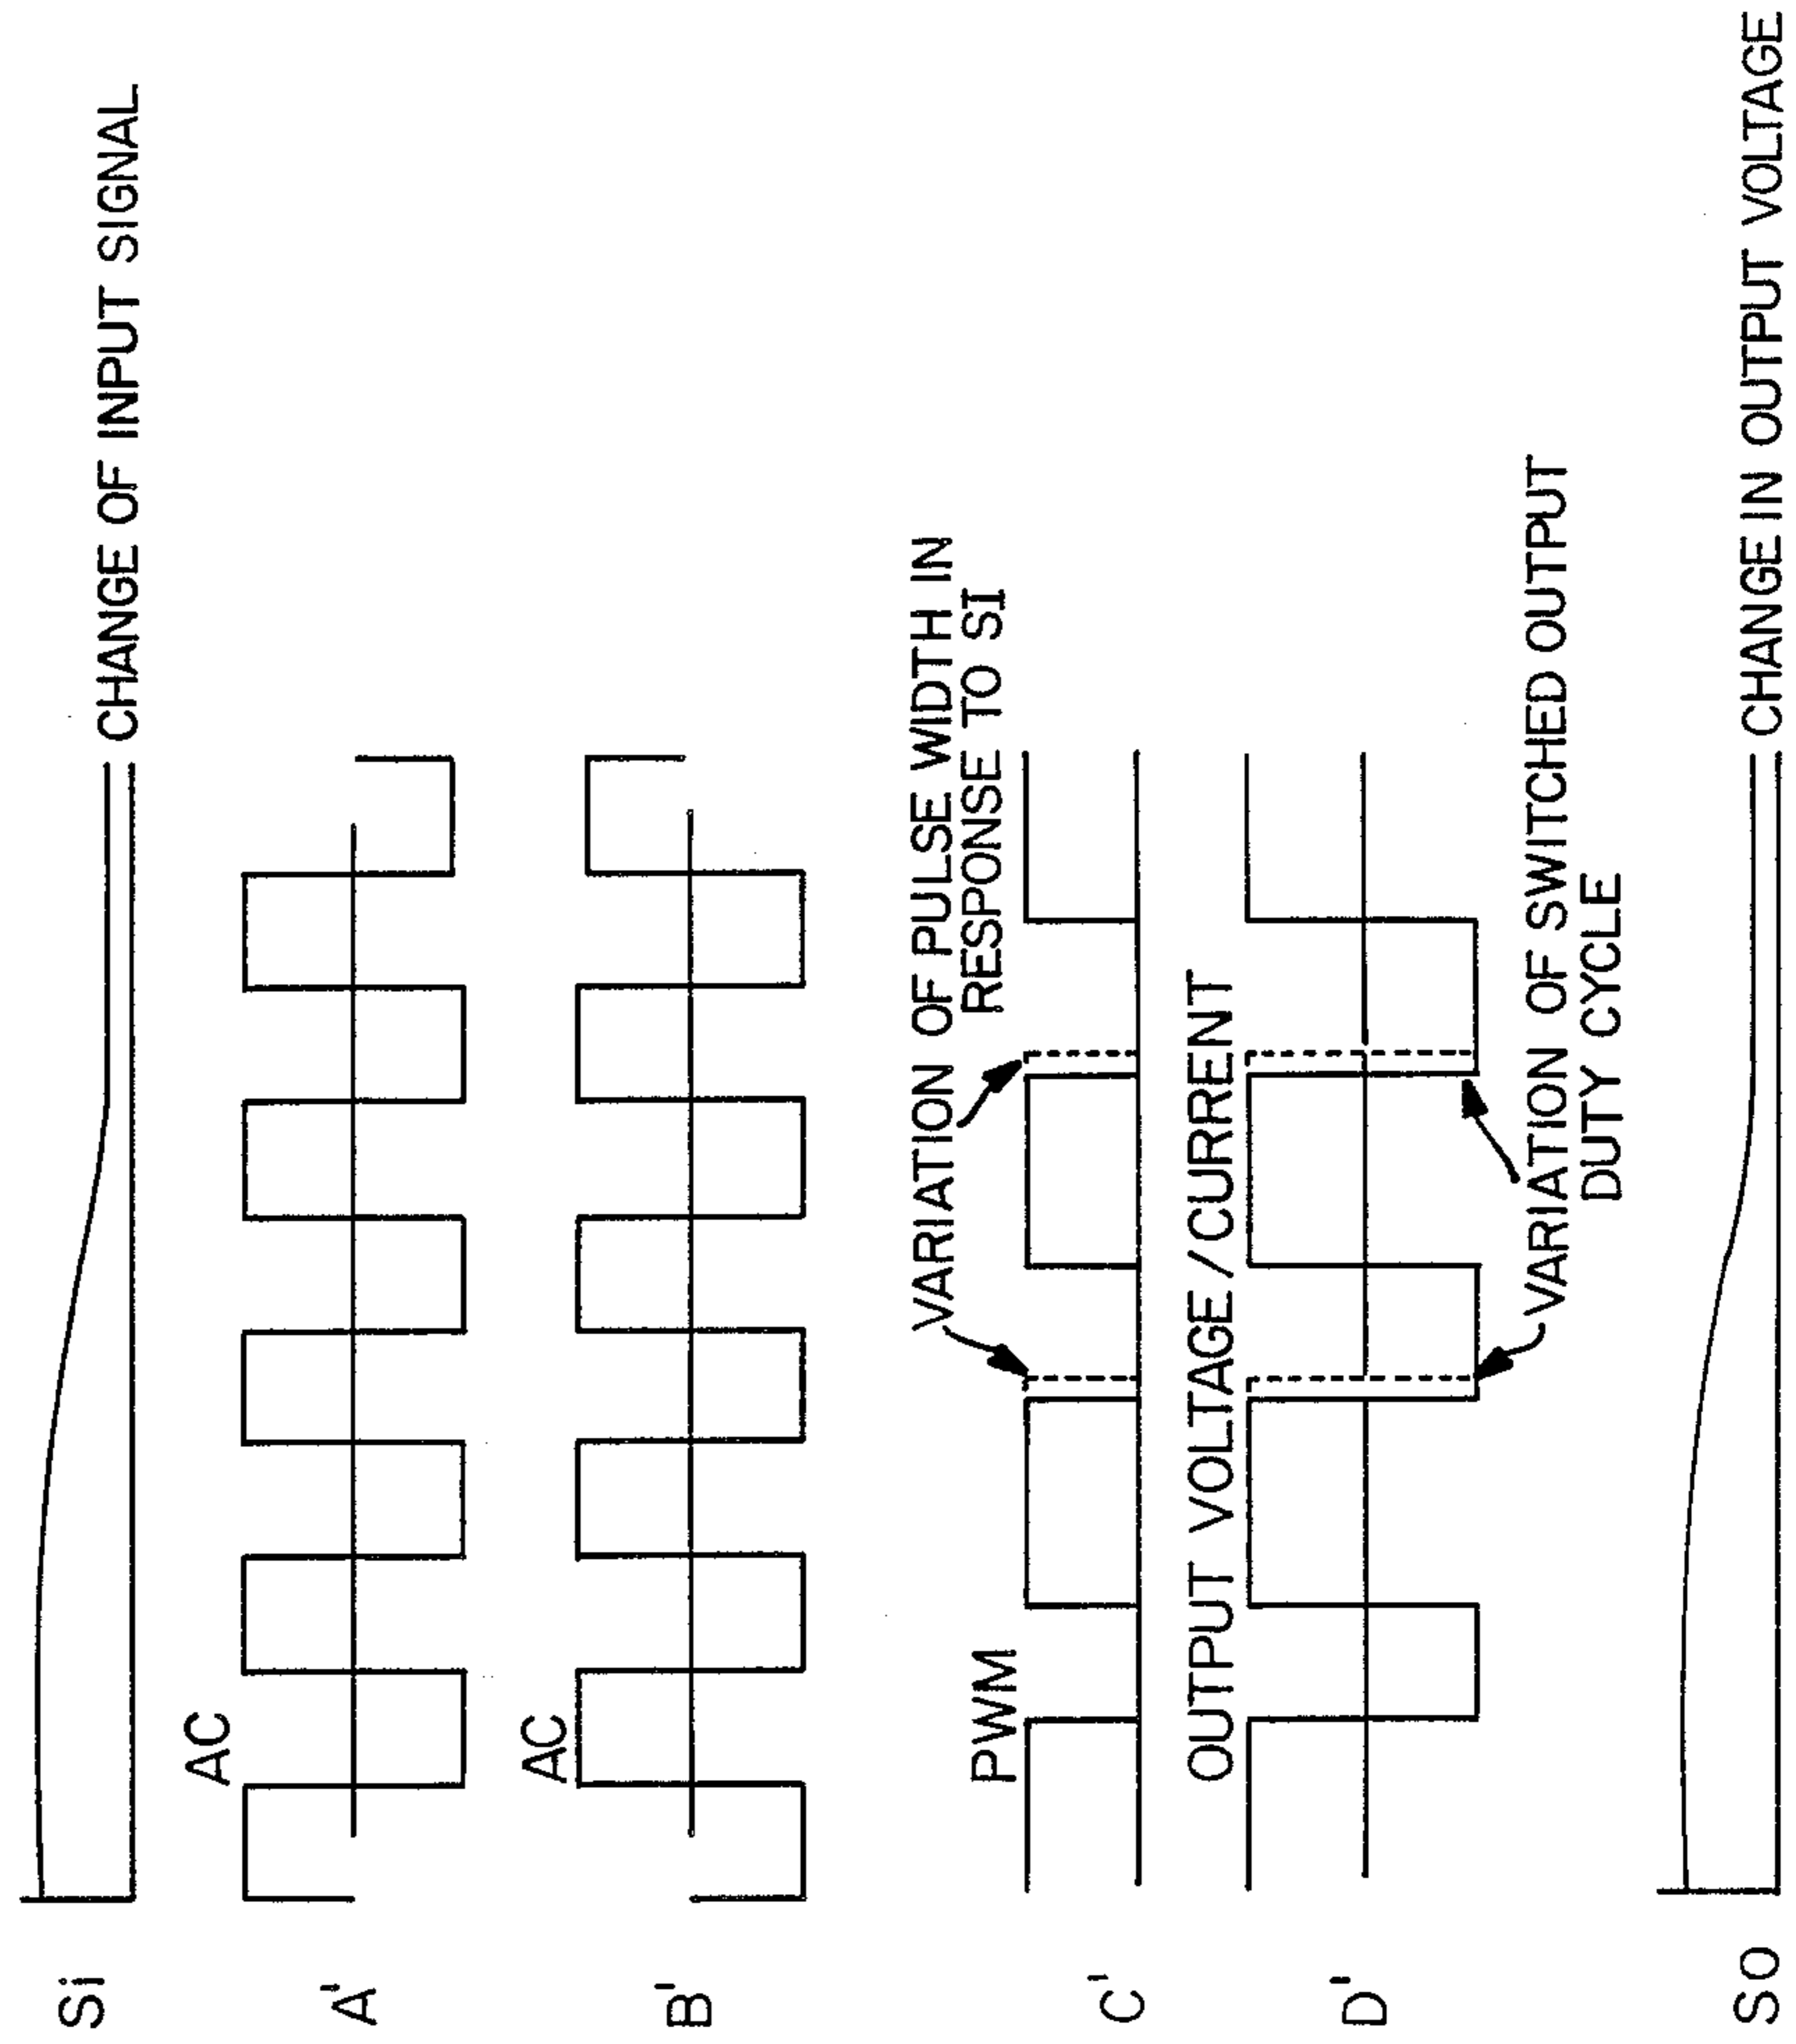 Si
CHANGE OF INPUT SIGNAL
A'
AC
B'
AC
VARIATION OF PULSE WIDTH IN
RESPONSE TO SI
C'
PWM
OUTPUT VOLTAGE/CURRENT
D'
VARIATION OF SWITCHED OUTPUT
DUTY CYCLE
SO
CHANGE IN OUTPUT VOLTAGE